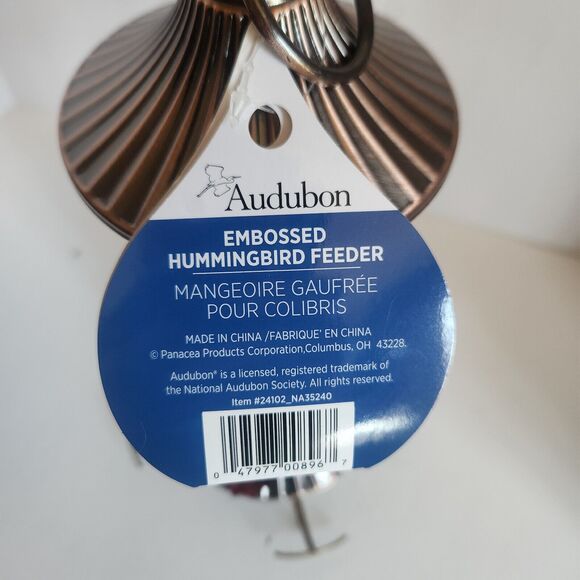 Audubon
EMBOSSED
HUMMINGBIRD FEEDER
MANGEOIRE GAUFRÉE
POUR COLIBRIS
MADE IN CHINA /FABRIQUE' EN CHINA
© Panacea Products Corporation,Columbus, OH 43228.
Audubon® is a licensed, registered trademark of
the National Audubon Society. All rights reserved.
Item #24102_NA35240
0 47977 00896 7